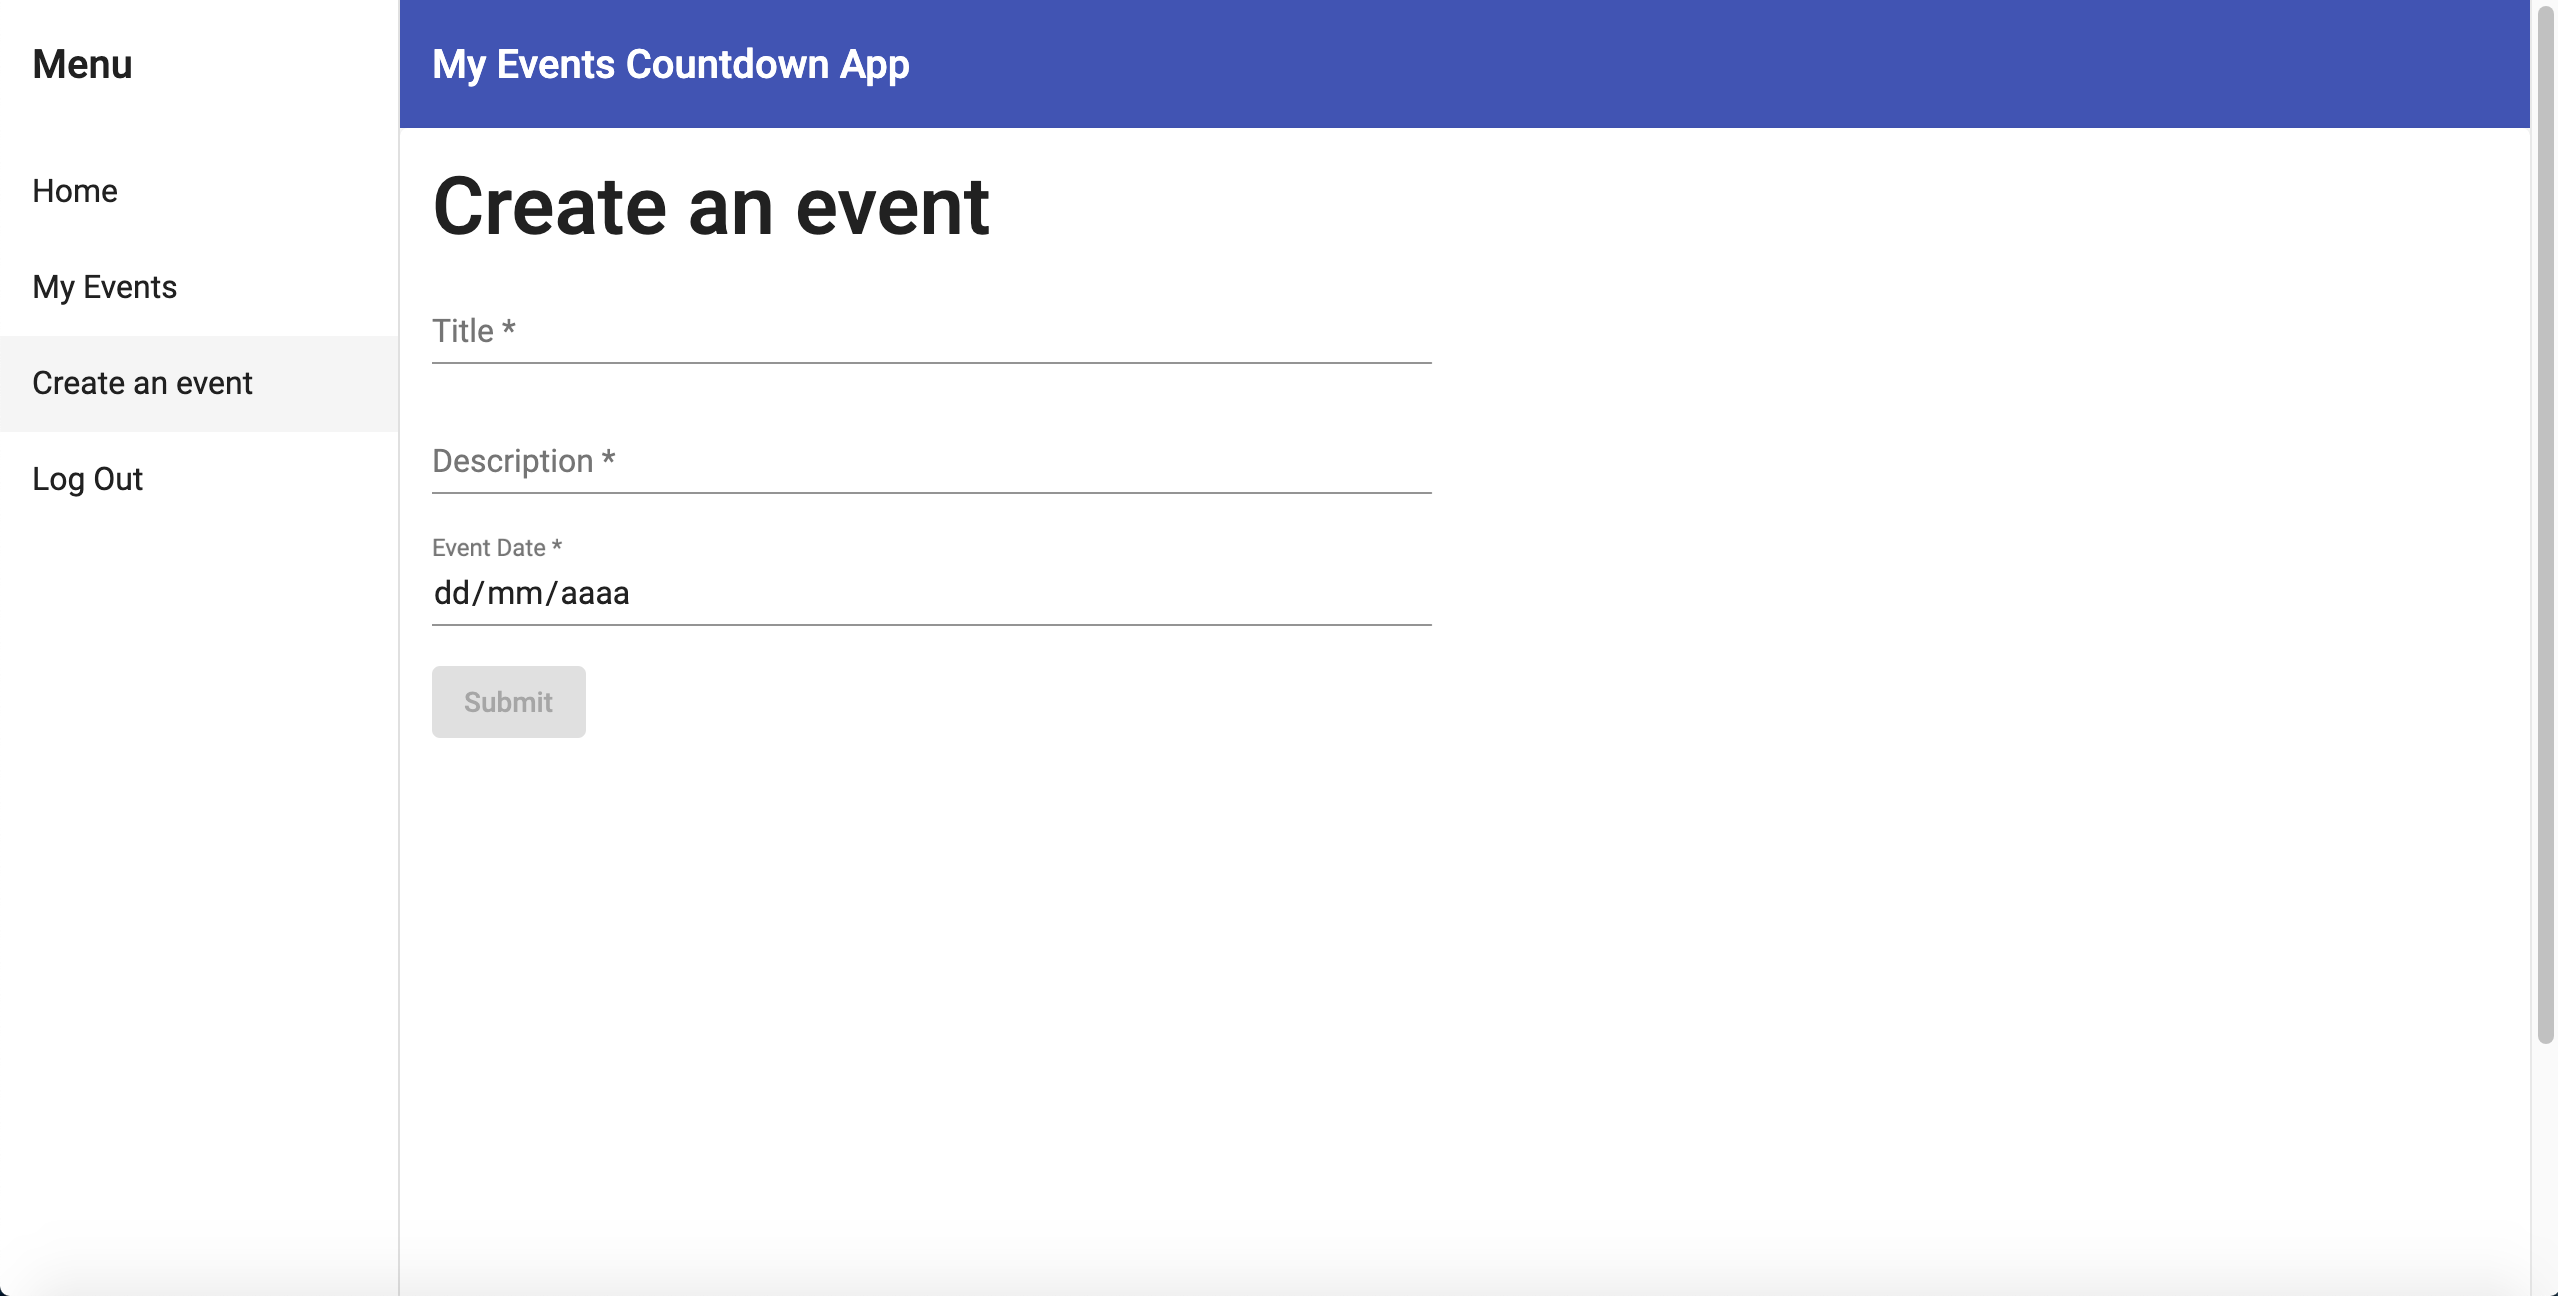 Menu
Home
My Events
Create an event
Log Out
My Events Countdown App
Create an event
Title *
Description *
Event Date *
dd/mm/aaaa
Submit